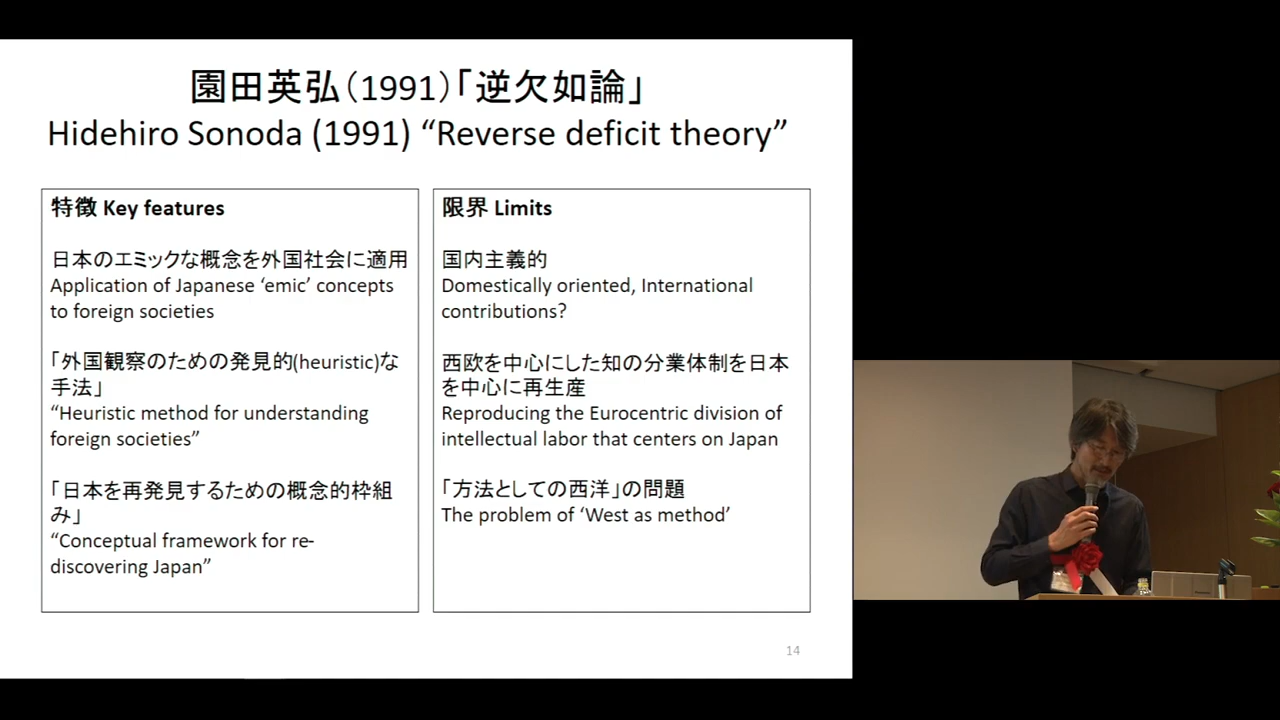 園田英弘（1991）「逆欠如論」
Hidehiro Sonoda (1991) “Reverse deficit theory”
特徴 Key features
日本のエミックな概念を外国社会に適用
Application of Japanese ‘emic’ concepts
to foreign societies
「外国観察のための発見的(heuristic)な
手法」
“Heuristic method for understanding
foreign societies”
「日本を再発見するための概念的枠組
み」
“Conceptual framework for re-
discovering Japan”
限界 Limits
国内主義的
Domestically oriented, International
contributions?
西欧を中心にした知の分業体制を日本
を中心に再生産
Reproducing the Eurocentric division of
intellectual labor that centers on Japan
「方法としての西洋」の問題
The problem of ‘West as method’
14